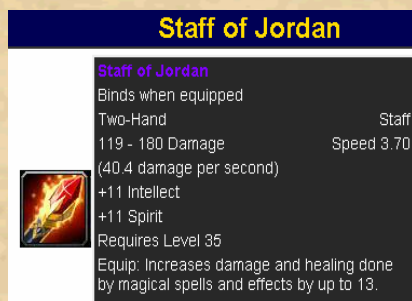 Staff of Jordan
Staff of Jordan
Binds when equipped
Two-Hand Staff
119 - 180 Damage Speed 3.70
(40.4 damage per second)
+11 Intellect
+11 Spirit
Requires Level 35
Equip: Increases damage and healing done
by magical spells and effects by up to 13.